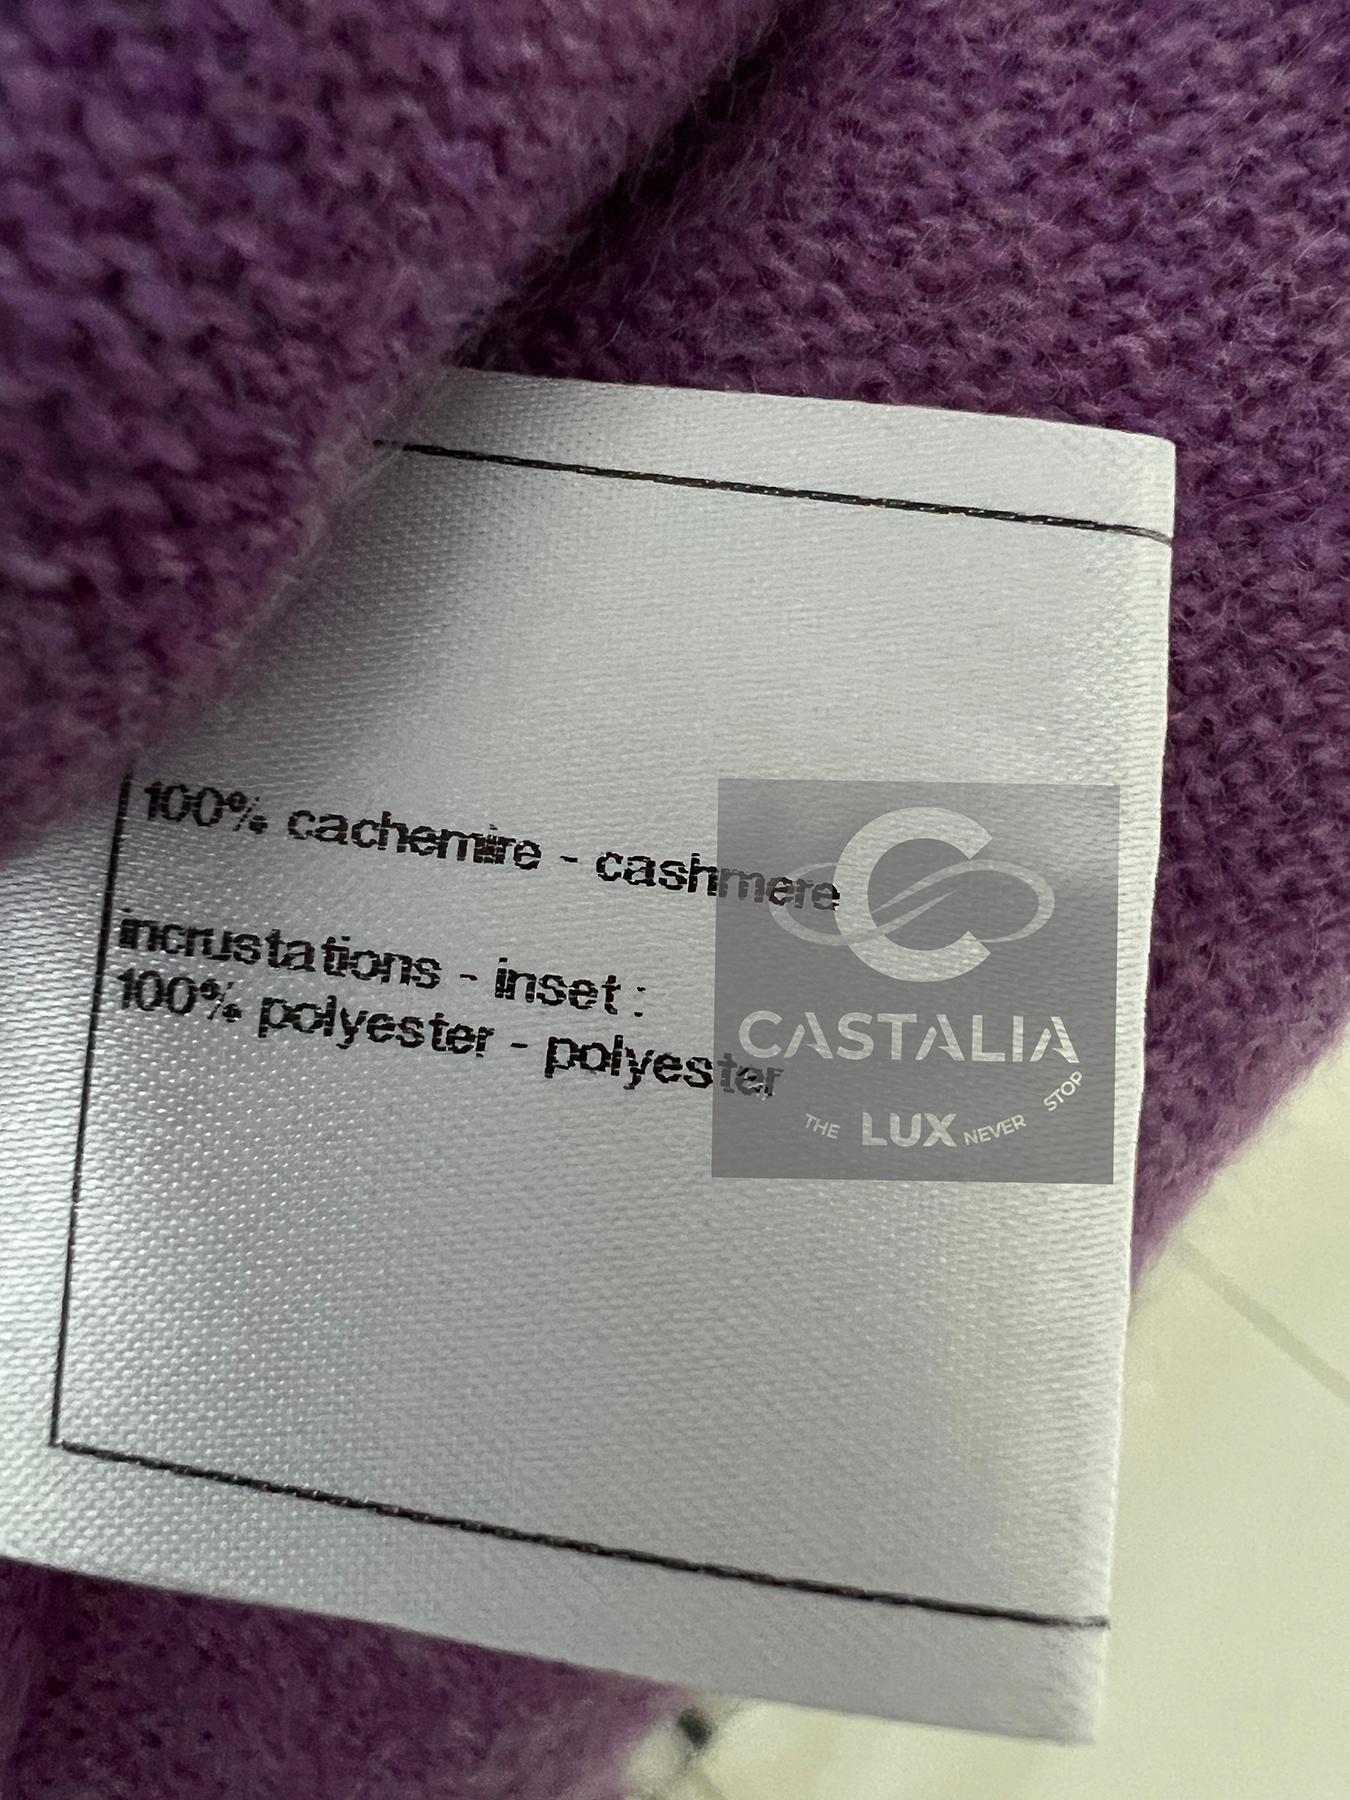 100% cachemire - cashmere
incrustations - inset :
100% polyester - polyester
CASTALIA
THE LUX NEVER STOP